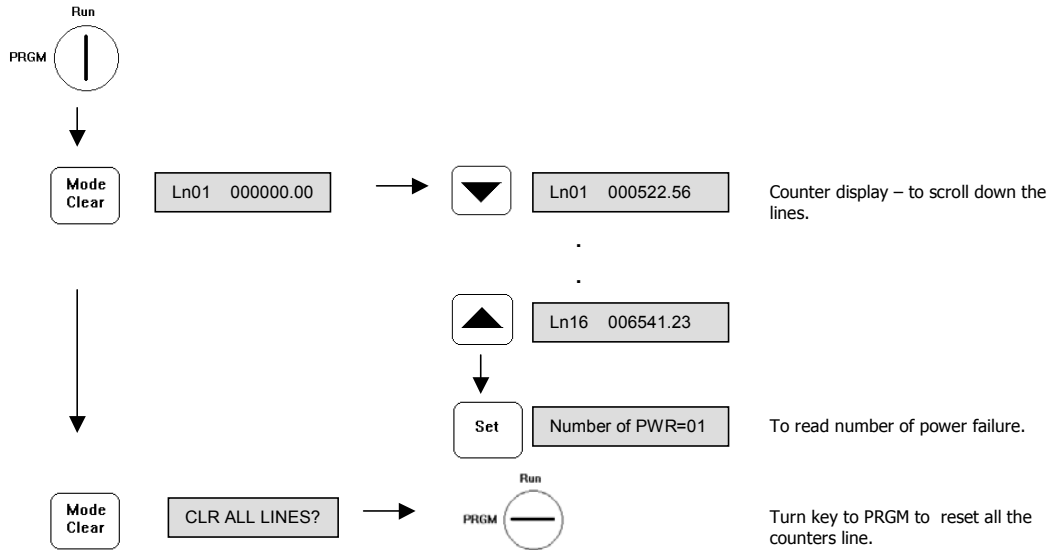 Run
PRGM
Mode
Clear
Ln01 000000.00
Ln01 000522.56
Counter display – to scroll down the
lines.
.
.
Ln16 006541.23
Set
Number of PWR=01
To read number of power failure.
Mode
Clear
CLR ALL LINES?
Run
PRGM
Turn key to PRGM to reset all the
counters line.